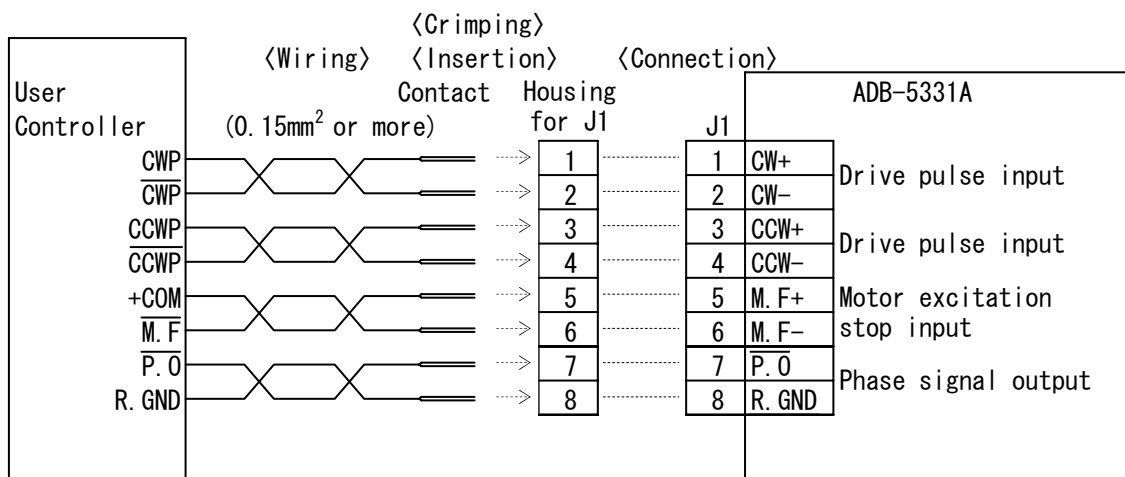 〈Crimping〉
〈Wiring〉 〈Insertion〉 〈Connection〉
User Contact Housing ADB-5331A
Controller (0.15mm² or more) for J1 J1
CWP 1 1 CW+ Drive pulse input
C̅W̅P̅ 2 2 CW-
CCWP 3 3 CCW+ Drive pulse input
C̅C̅W̅P̅ 4 4 CCW-
+COM 5 5 M.F+ Motor excitation
M̅.̅F̅ 6 6 M.F- stop input
P̅.̅O̅ 7 7 P̅.̅O̅ Phase signal output
R.GND 8 8 R.GND